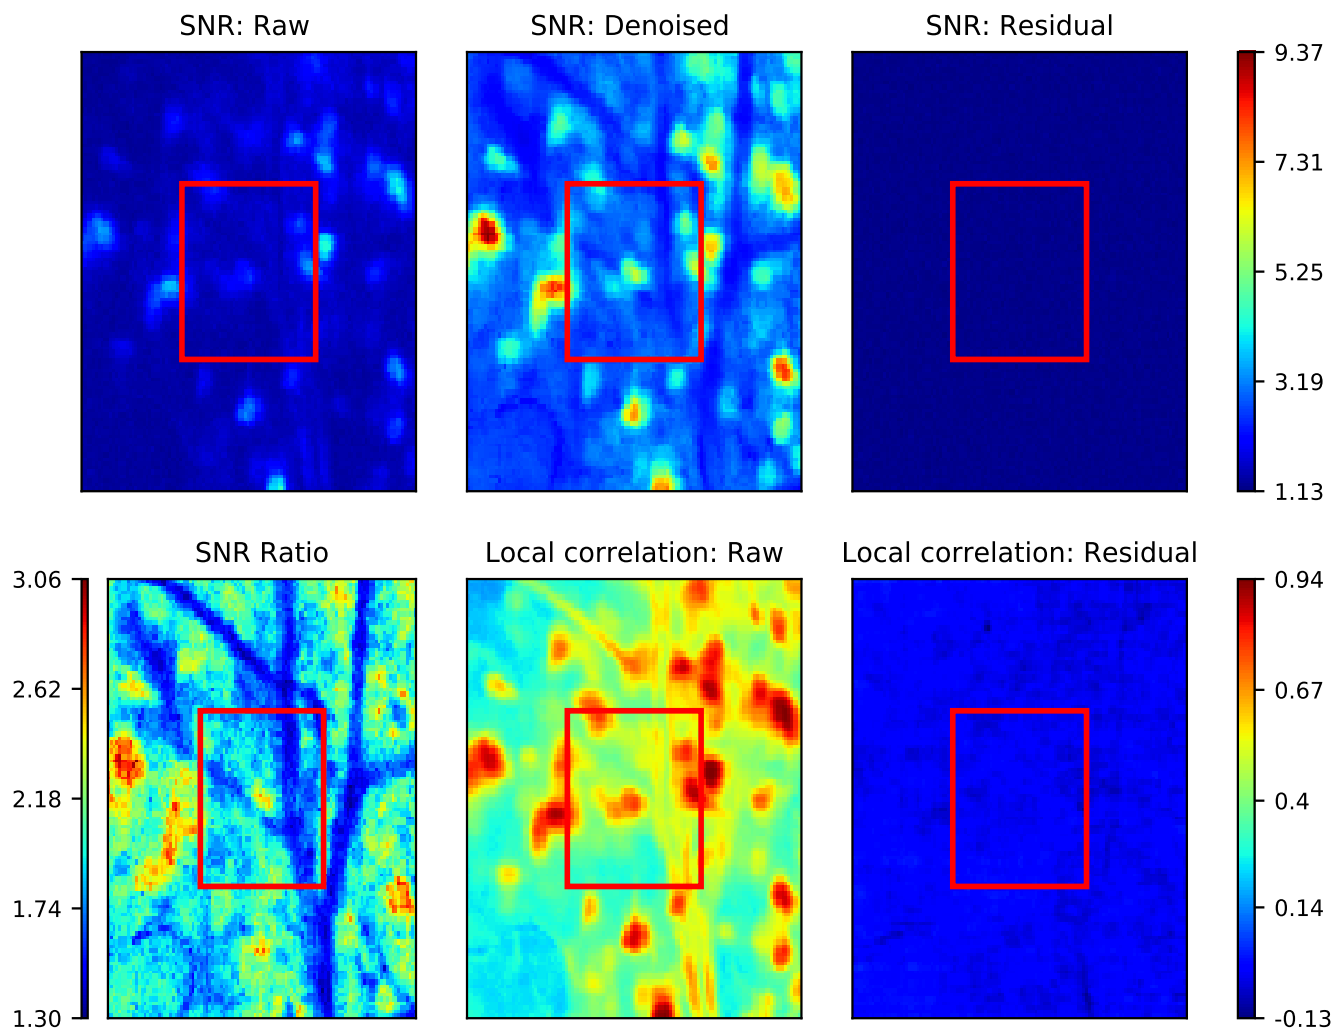 SNR: Raw
SNR: Denoised
SNR: Residual
9.37
7.31
5.25
3.19
1.13
SNR Ratio
Local correlation: Raw
Local correlation: Residual
3.06
2.62
2.18
1.74
1.30
0.94
0.67
0.4
0.14
-0.13